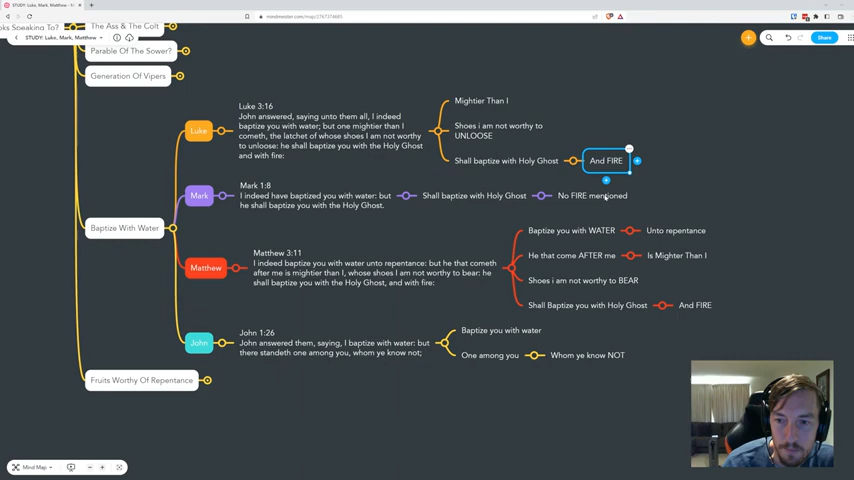 STUDY: Luke, Mark, Matthew
mindmeister.com/map/2767374685
oks Speaking To?
The Ass & The Colt
STUDY: Luke, Mark, Matthew
Share
Parable Of The Sower?
Generation Of Vipers
Baptize With Water
Luke
Luke 3:16
John answered, saying unto them all, I indeed
baptize you with water; but one mightier than I
cometh, the latchet of whose shoes I am not worthy
to unloose: he shall baptize you with the Holy Ghost
and with fire:
Mightier Than I
Shoes i am not worthy to
UNLOOSE
Shall baptize with Holy Ghost
And FIRE
Mark
Mark 1:8
I indeed have baptized you with water: but
he shall baptize you with the Holy Ghost.
Shall baptize with Holy Ghost
No FIRE mentioned
Matthew
Matthew 3:11
I indeed baptize you with water unto repentance: but he that cometh
after me is mightier than I, whose shoes I am not worthy to bear: he
shall baptize you with the Holy Ghost, and with fire:
Baptize you with WATER
Unto repentance
He that come AFTER me
Is Mighter Than I
Shoes i am not worthy to BEAR
Shall Baptize you with Holy Ghost
And FIRE
John
John 1:26
John answered them, saying, I baptize with water: but
there standeth one among you, whom ye know not;
Baptize you with water
One among you
Whom ye know NOT
Fruits Worthy Of Repentance
Mind Map